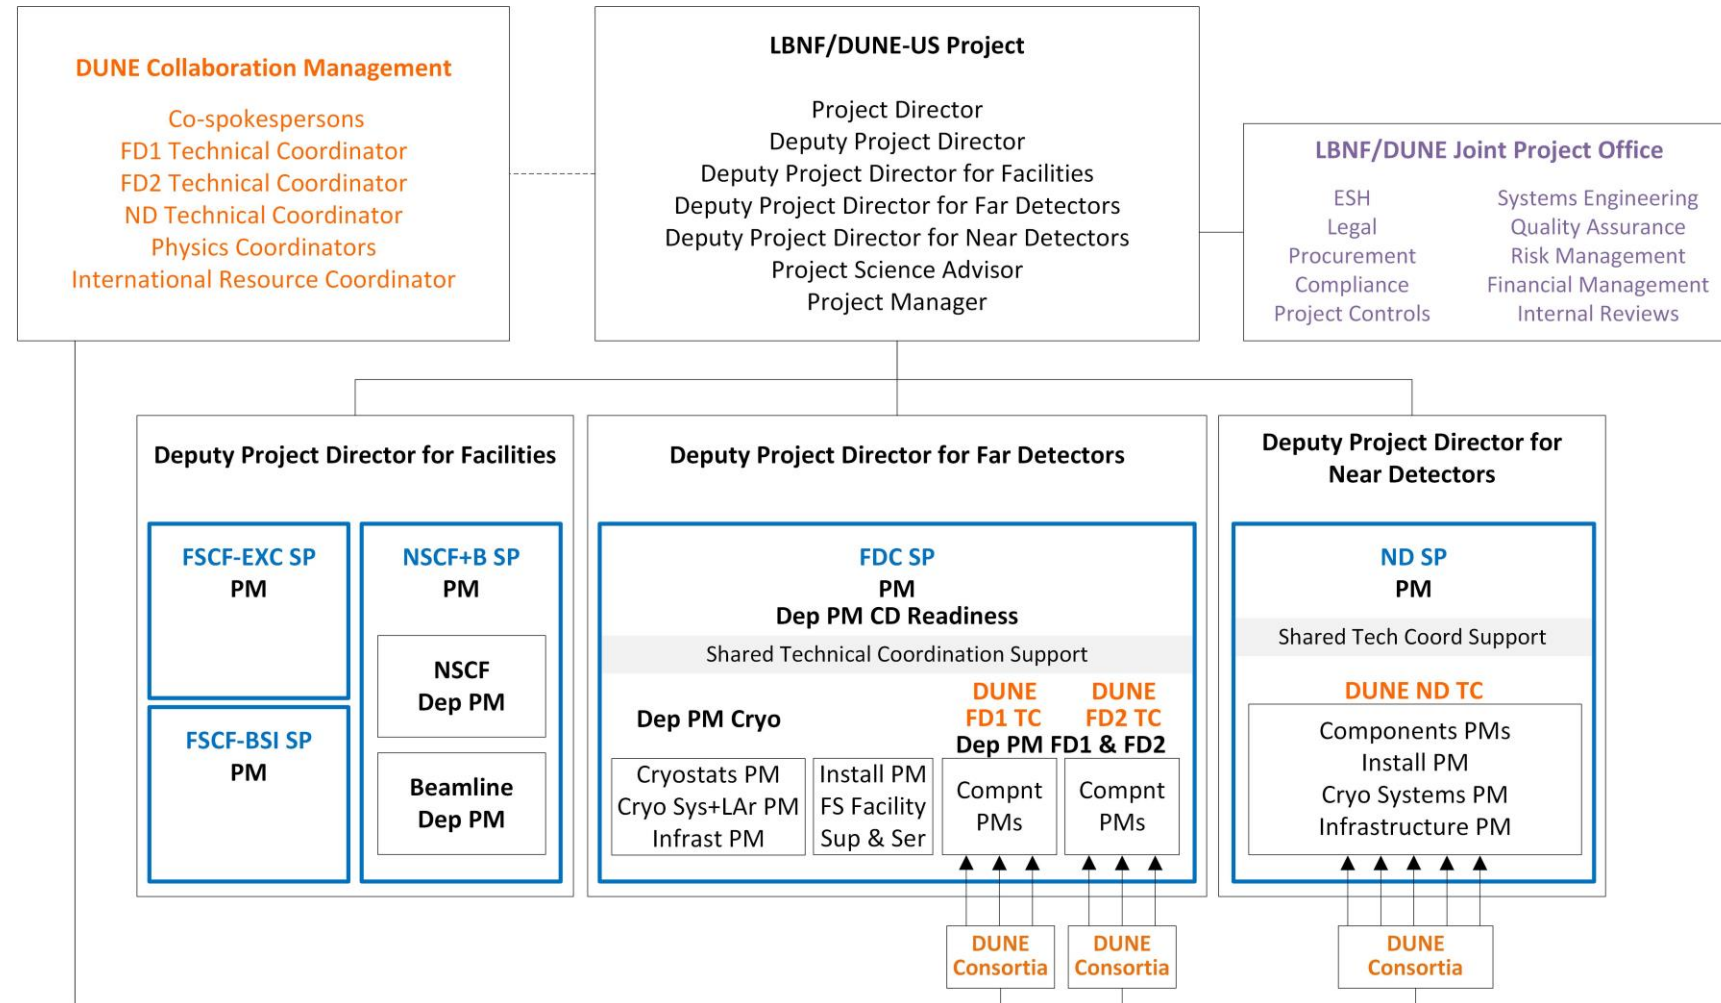 DUNE Collaboration Management
Co-spokespersons
FD1 Technical Coordinator
FD2 Technical Coordinator
ND Technical Coordinator
Physics Coordinators
International Resource Coordinator
LBNF/DUNE-US Project
Project Director
Deputy Project Director
Deputy Project Director for Facilities
Deputy Project Director for Far Detectors
Deputy Project Director for Near Detectors
Project Science Advisor
Project Manager
LBNF/DUNE Joint Project Office
ESH
Legal
Procurement
Compliance
Project Controls
Systems Engineering
Quality Assurance
Risk Management
Financial Management
Internal Reviews
Deputy Project Director for Facilities
FSCF-EXC SP
PM
FSCF-BSI SP
PM
NSCF+B SP
PM
NSCF
Dep PM
Beamline
Dep PM
Deputy Project Director for Far Detectors
FDC SP
PM
Dep PM CD Readiness
Shared Technical Coordination Support
Dep PM Cryo
DUNE
FD1 TC
DUNE
FD2 TC
Dep PM FD1 & FD2
Cryostats PM
Cryo Sys+LAr PM
Infrast PM
Install PM
FS Facility
Sup & Ser
Compnt
PMs
Compnt
PMs
DUNE
Consortia
DUNE
Consortia
Deputy Project Director for
Near Detectors
ND SP
PM
Shared Tech Coord Support
DUNE ND TC
Components PMs
Install PM
Cryo Systems PM
Infrastructure PM
DUNE
Consortia